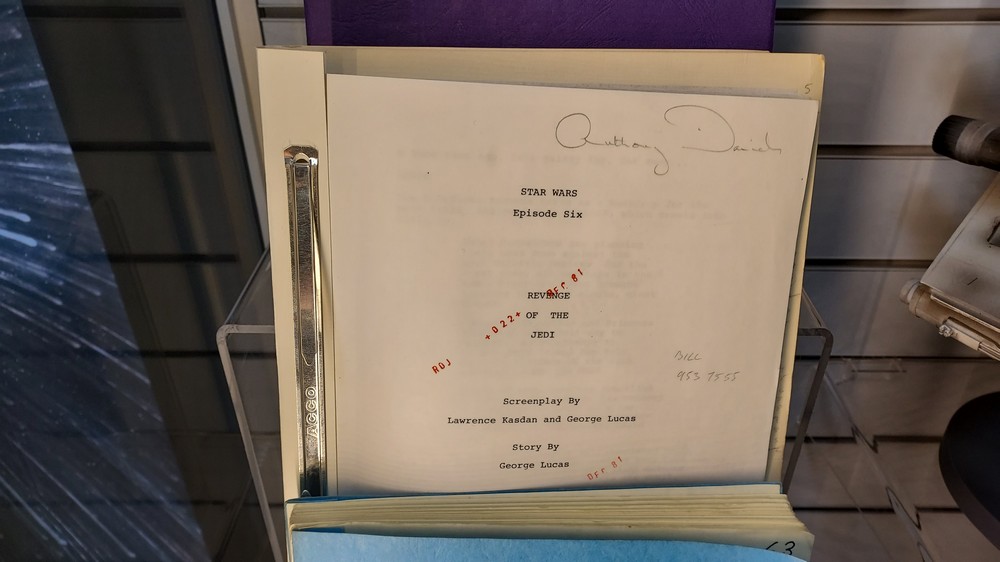 5
Anthony Daniels
STAR WARS
Episode Six
DEC 81
REVENGE
+022+
OF THE
JEDI
ROJ
BILL
953 7555
Screenplay By
Lawrence Kasdan and George Lucas
Story By
George Lucas
DEC 81
ACCO
63